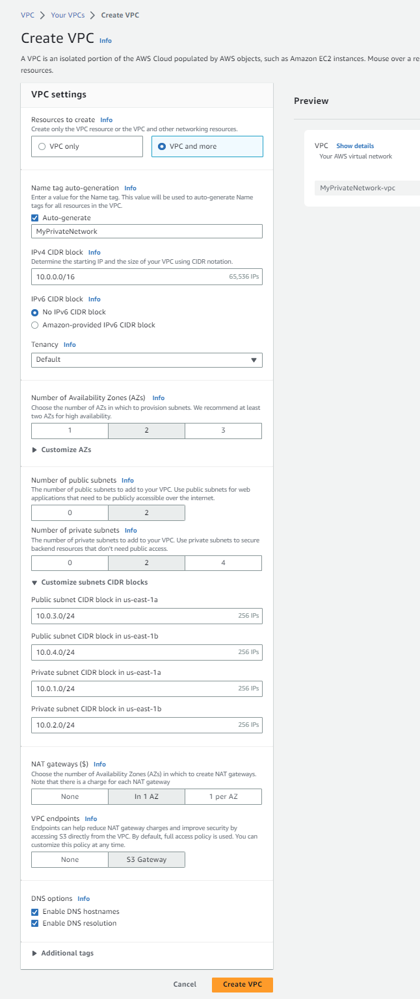 VPC > Your VPCs > Create VPC
Create VPC Info
A VPC is an isolated portion of the AWS Cloud populated by AWS objects, such as Amazon EC2 instances. Mouse over a re
resources.
VPC settings
Resources to create Info
Create only the VPC resource or the VPC and other networking resources.
VPC only VPC and more
Name tag auto-generation Info
Enter a value for the Name tag. This value will be used to auto-generate Name
tags for all resources in the VPC.
Auto-generate
MyPrivateNetwork
IPv4 CIDR block Info
Determine the starting IP and the size of your VPC using CIDR notation.
10.0.0.0/16 65,536 IPs
IPv6 CIDR block Info
No IPv6 CIDR block
Amazon-provided IPv6 CIDR block
Tenancy Info
Default
Number of Availability Zones (AZs) Info
Choose the number of AZs in which to provision subnets. We recommend at least
two AZs for high availability.
1 2 3
Customize AZs
Number of public subnets Info
The number of public subnets to add to your VPC. Use public subnets for web
applications that need to be publicly accessible over the internet.
0 2
Number of private subnets Info
The number of private subnets to add to your VPC. Use private subnets to secure
backend resources that don't need public access.
0 2 4
Customize subnets CIDR blocks
Public subnet CIDR block in us-east-1a
10.0.3.0/24 256 IPs
Public subnet CIDR block in us-east-1b
10.0.4.0/24 256 IPs
Private subnet CIDR block in us-east-1a
10.0.1.0/24 256 IPs
Private subnet CIDR block in us-east-1b
10.0.2.0/24 256 IPs
NAT gateways ($) Info
Choose the number of Availability Zones (AZs) in which to create NAT gateways.
Note that there is a charge for each NAT gateway
None In 1 AZ 1 per AZ
VPC endpoints Info
Endpoints can help reduce NAT gateway charges and improve security by
accessing S3 directly from the VPC. By default, full access policy is used. You can
customize this policy at any time.
None S3 Gateway
DNS options Info
Enable DNS hostnames
Enable DNS resolution
Additional tags
Cancel Create VPC
Preview
VPC Show details
Your AWS virtual network
MyPrivateNetwork-vpc